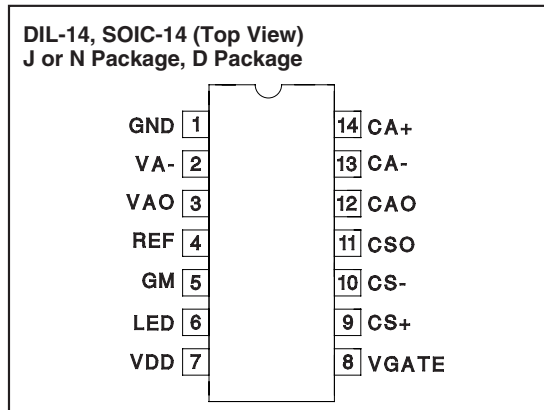 DIL-14, SOIC-14 (Top View)
J or N Package, D Package
GND 1 14 CA+
VA- 2 13 CA-
VAO 3 12 CAO
REF 4 11 CSO
GM 5 10 CS-
LED 6 9 CS+
VDD 7 8 VGATE